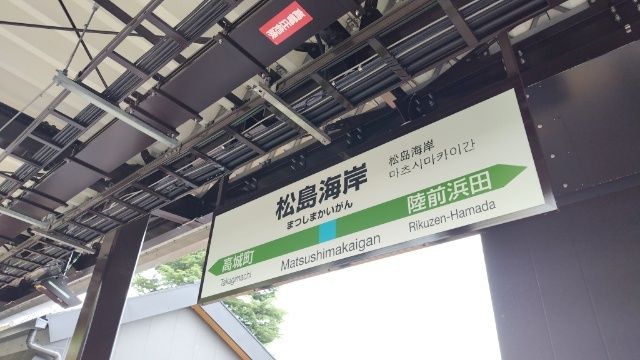 松島海岸
まつしまかいがん
松島海岸
마츠시마카이간
高城町
Takagimachi
Matsushimakaigan
陸前浜田
Rikuzen-Hamada